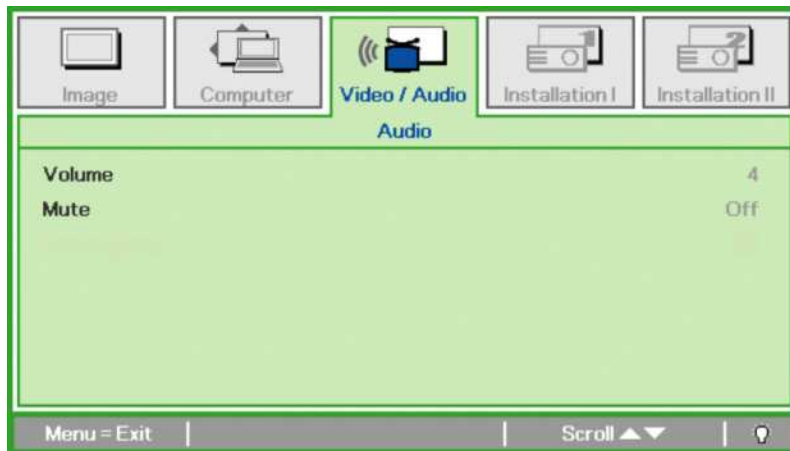 Image
Computer
Video / Audio
Installation I
Installation II
Audio
Volume 4
Mute Off
Menu = Exit Scroll